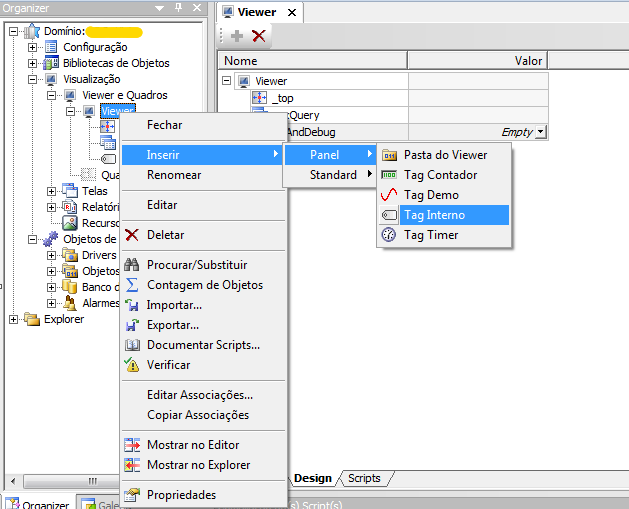 Organizer
Domínio:
Configuração
Bibliotecas de Objetos
Visualização
Viewer e Quadros
Viewer
Qua
Telas
Relatóri
Recurso
Objetos de
Drivers
Objetos
Banco d
Alarmes
Explorer
Organizer
Gale
Viewer
Nome Valor
Viewer
_top
Query
AndDebug Empty
Design Scripts
) Script(s)
Fechar
Inserir
Renomear
Editar
Deletar
Procurar/Substituir
Contagem de Objetos
Importar...
Exportar...
Documentar Scripts...
Verificar
Editar Associações...
Copiar Associações
Mostrar no Editor
Mostrar no Explorer
Propriedades
Panel
Standard
Pasta do Viewer
Tag Contador
Tag Demo
Tag Interno
Tag Timer